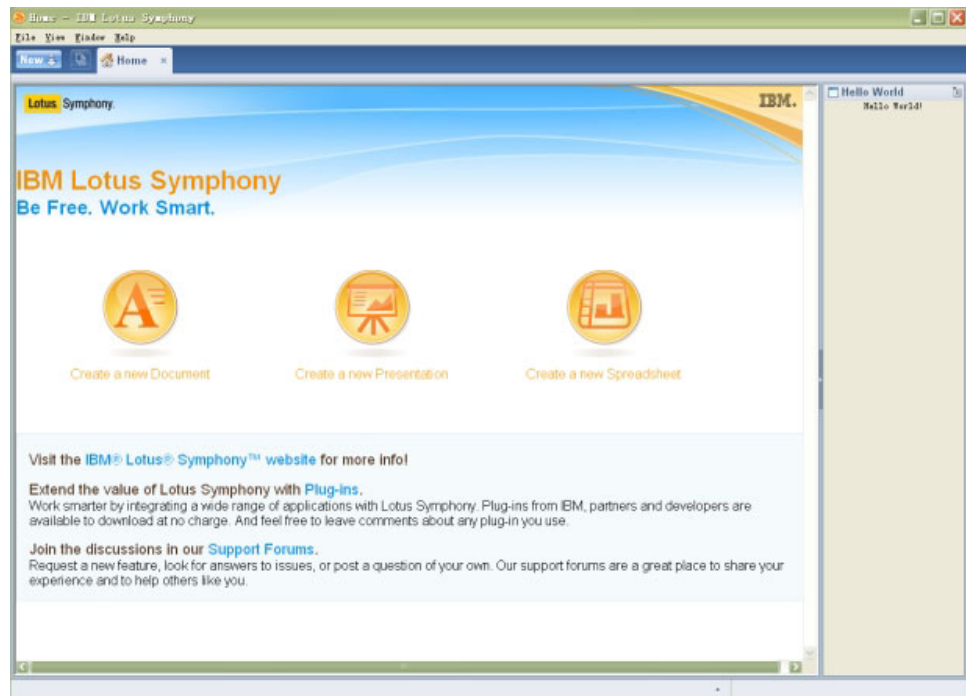 Home - IBM Lotus Symphony
File View Window Help
New
Home ×
Lotus Symphony.
IBM.
IBM Lotus Symphony
Be Free. Work Smart.
Create a new Document
Create a new Presentation
Create a new Spreadsheet
Visit the IBM® Lotus® Symphony™ website for more info!
Extend the value of Lotus Symphony with Plug-ins.
Work smarter by integrating a wide range of applications with Lotus Symphony. Plug-ins from IBM, partners and developers are
available to download at no charge. And feel free to leave comments about any plug-in you use.
Join the discussions in our Support Forums.
Request a new feature, look for answers to issues, or post a question of your own. Our support forums are a great place to share your
experience and to help others like you.
Hello World
Hello World!